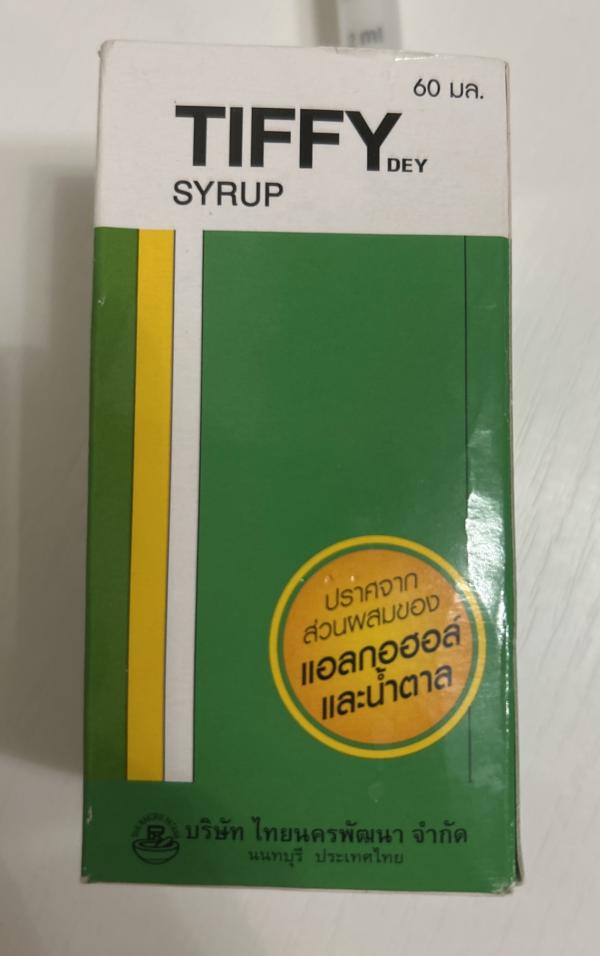 60 มล.
TIFFY DEY
SYRUP
ปราศจาก
ส่วนผสมของ
แอลกอฮอล์
และน้ำตาล
บริษัท ไทยนครพัฒนา จำกัด
นนทบุรี ประเทศไทย